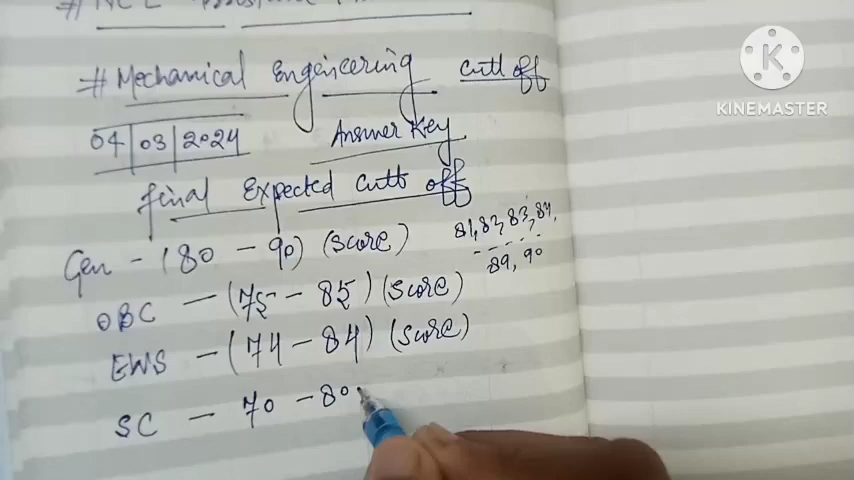 # NCL
# Mechanical Engineering Cutt off
04/03/2024 Answer Key
final Expected Cutt off
Gen - (80 - 90) (Score)
81, 82, 83, 84,
89, 90
OBC - (75 - 85) (Score)
EWS - (74 - 84) (Score)
SC - 70 - 80
K
KINEMASTER